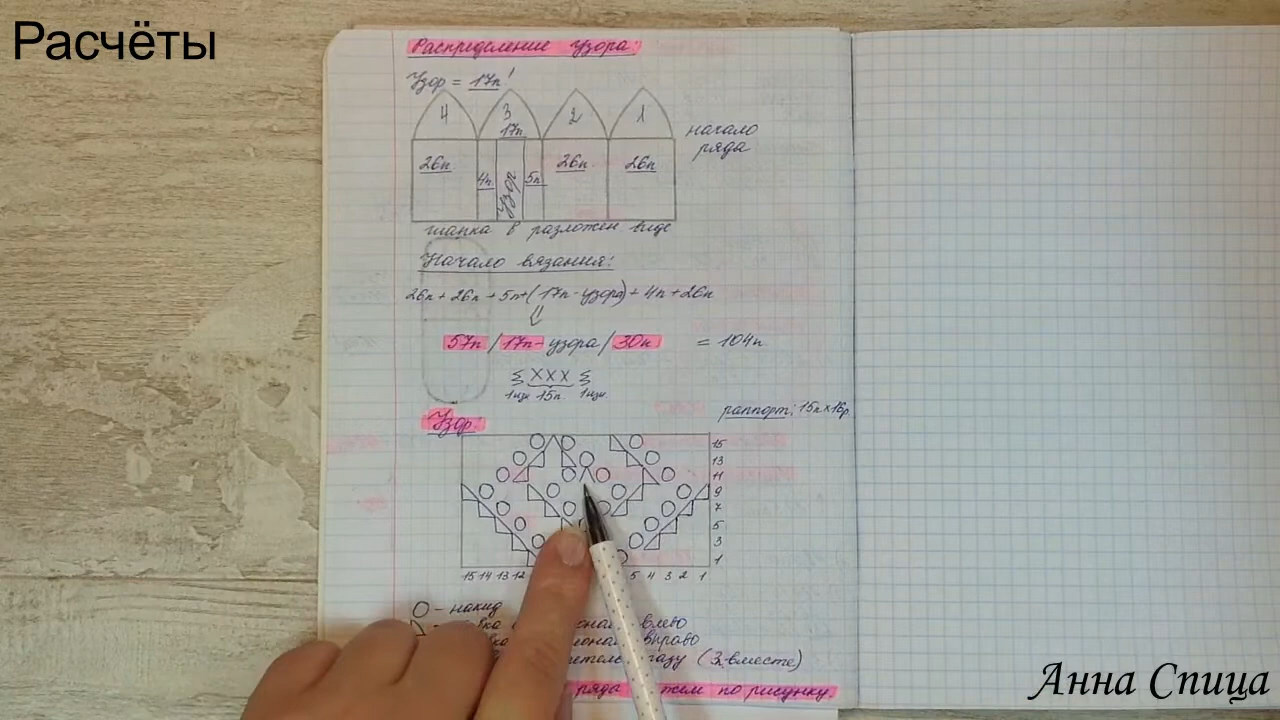 Расчёты
Распределение узора:
Узор = 17п!
4 3 2 1
17п
начало
ряда
26п 4п Узор 5п 26п 26п
шапка в разложен виде
Начало вязания:
26п + 26п + 5п + (17п-узора) + 4п + 26п
57п / 17п - узора / 30п = 104п
ХХХ
1изн 15п 1изн
раппорт: 15п х 16р
Узор:
15
13
11
9
7
5
3
1
15 14 13 12 5 4 3 2 1
О - накид
влево
вправо
(3 вместе)
ряда по рисунку.
Анна Спица